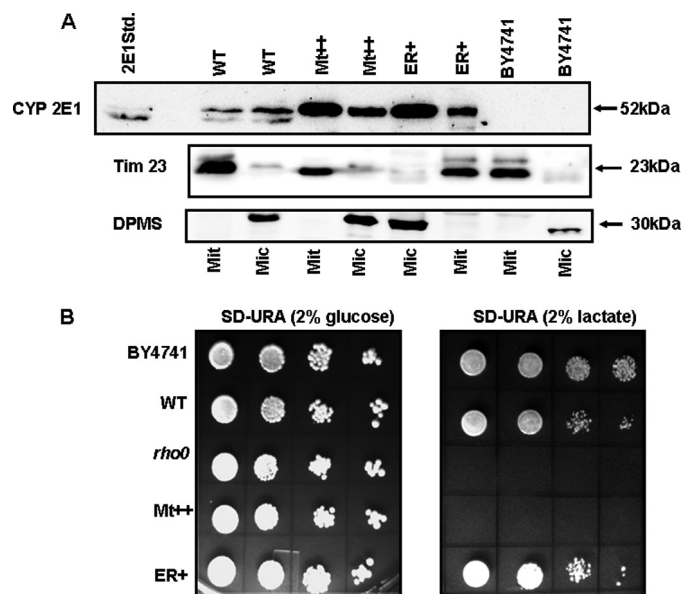 A
2E1Std. WT WT Mt++ Mt++ ER+ ER+ BY4741 BY4741
CYP 2E1 52kDa
Tim 23 23kDa
DPMS 30kDa
Mit Mic Mit Mic Mic Mit Mit Mic
B
SD-URA (2% glucose) SD-URA (2% lactate)
BY4741
WT
rho0
Mt++
ER+